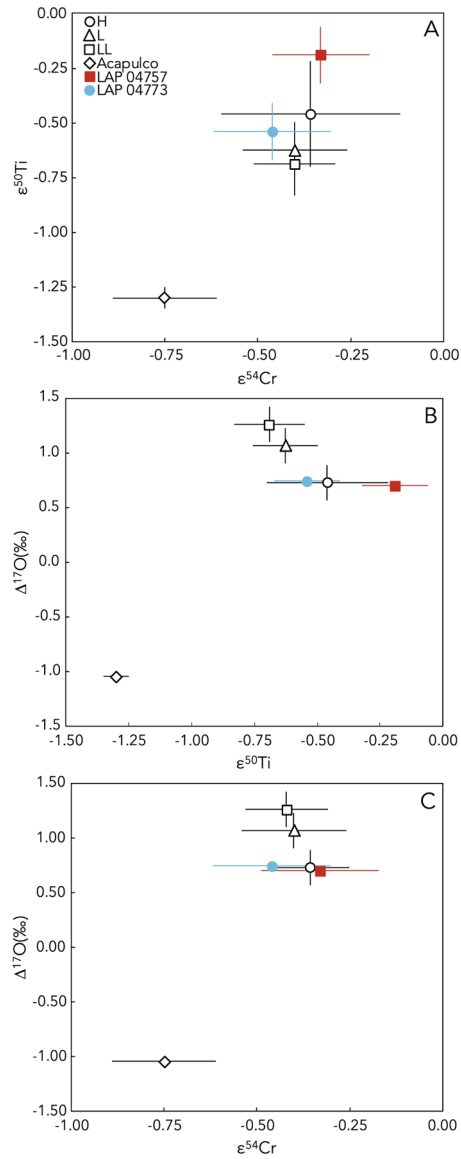 A
H
L
LL
Acapulco
LAP 04757
LAP 04773
0.00
-0.25
-0.50
-0.75
-1.00
-1.25
-1.50
ε⁵⁰Ti
-1.00 -0.75 -0.50 -0.25 0.00
ε⁵⁴Cr
B
1.5
1.0
0.5
0.0
-0.5
-1.0
-1.5
Δ¹⁷O(‰)
-1.50 -1.25 -1.00 -0.75 -0.50 -0.25 0.00
ε⁵⁰Ti
C
1.50
1.00
0.50
0.00
-0.50
-1.00
-1.50
Δ¹⁷O(‰)
-1.00 -0.75 -0.50 -0.25 0.00
ε⁵⁴Cr